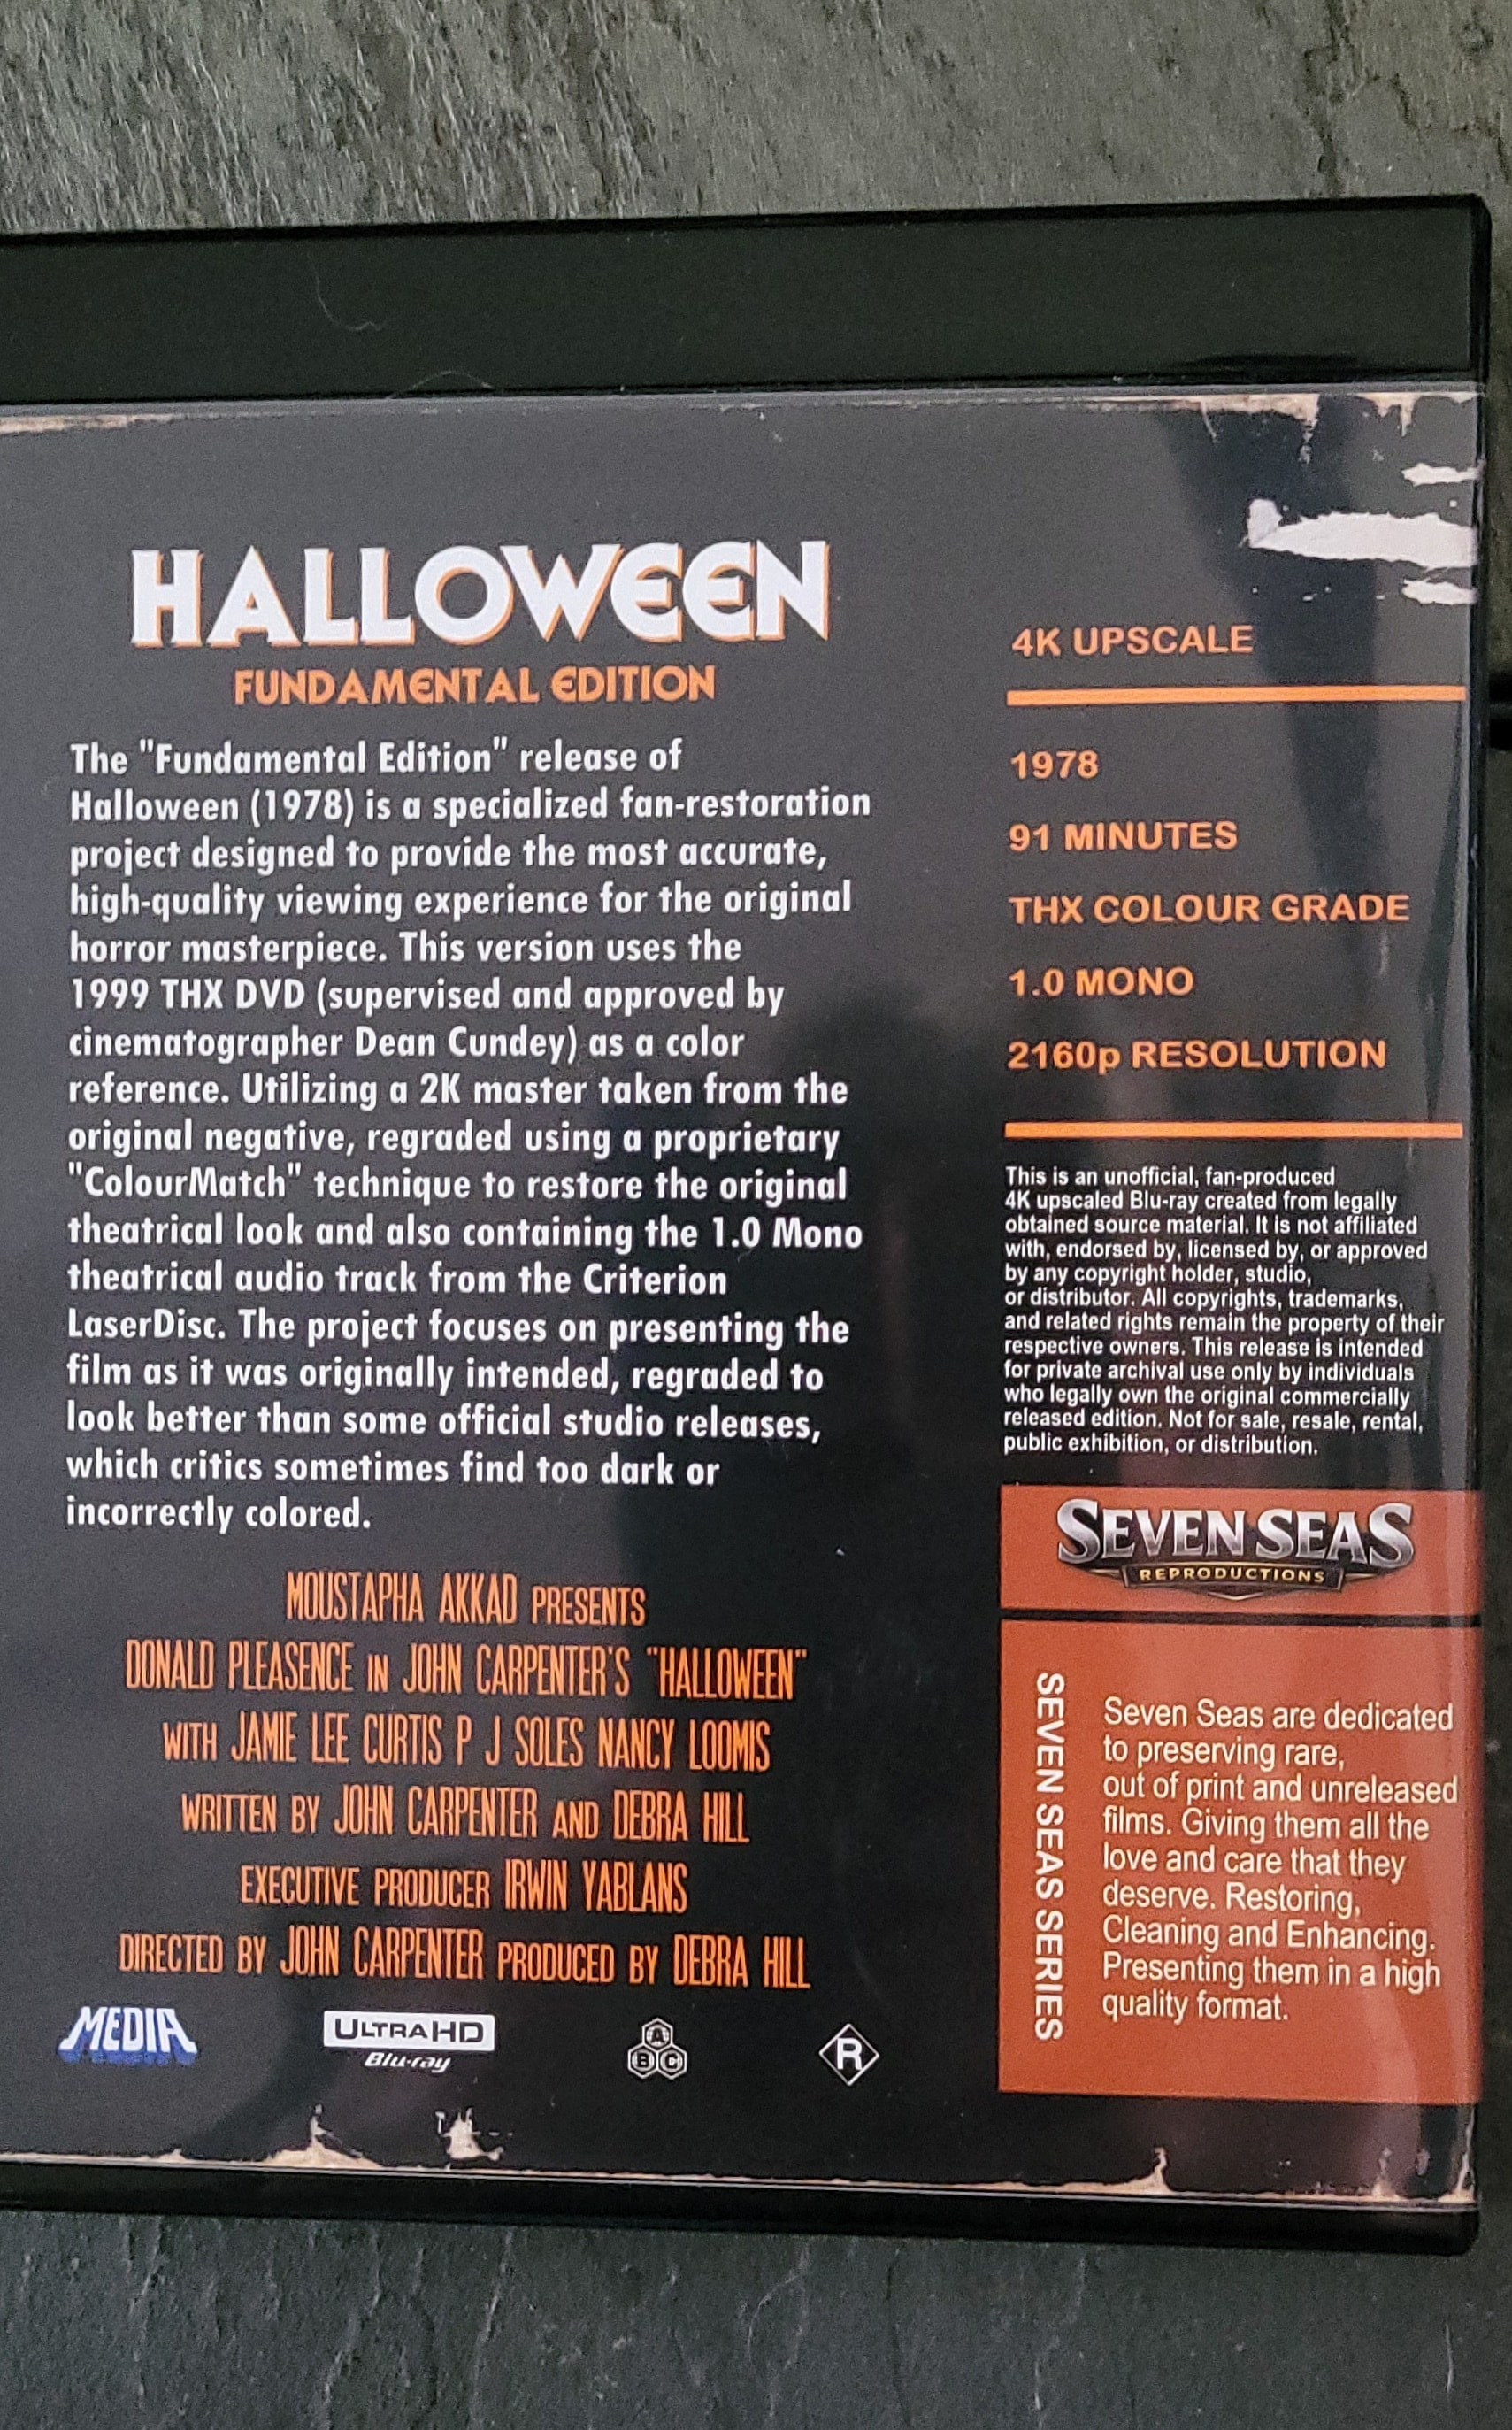 HALLOWEEN
FUNDAMENTAL EDITION
The "Fundamental Edition" release of
Halloween (1978) is a specialized fan-restoration
project designed to provide the most accurate,
high-quality viewing experience for the original
horror masterpiece. This version uses the
1999 THX DVD (supervised and approved by
cinematographer Dean Cundey) as a color
reference. Utilizing a 2K master taken from the
original negative, regraded using a proprietary
"ColourMatch" technique to restore the original
theatrical look and also containing the 1.0 Mono
theatrical audio track from the Criterion
LaserDisc. The project focuses on presenting the
film as it was originally intended, regraded to
look better than some official studio releases,
which critics sometimes find too dark or
incorrectly colored.
MOUSTAPHA AKKAD PRESENTS
DONALD PLEASENCE IN JOHN CARPENTER'S "HALLOWEEN"
WITH JAMIE LEE CURTIS P J SOLES NANCY LOOMIS
WRITTEN BY JOHN CARPENTER AND DEBRA HILL
EXECUTIVE PRODUCER IRWIN YABLANS
DIRECTED BY JOHN CARPENTER PRODUCED BY DEBRA HILL
MEDIA
ULTRA HD
Blu-ray
A
B C
R
4K UPSCALE
1978
91 MINUTES
THX COLOUR GRADE
1.0 MONO
2160p RESOLUTION
This is an unofficial, fan-produced
4K upscaled Blu-ray created from legally
obtained source material. It is not affiliated
with, endorsed by, licensed by, or approved
by any copyright holder, studio,
or distributor. All copyrights, trademarks,
and related rights remain the property of their
respective owners. This release is intended
for private archival use only by individuals
who legally own the original commercially
released edition. Not for sale, resale, rental,
public exhibition, or distribution.
SEVEN SEAS
REPRODUCTIONS
SEVEN SEAS SERIES
Seven Seas are dedicated
to preserving rare,
out of print and unreleased
films. Giving them all the
love and care that they
deserve. Restoring,
Cleaning and Enhancing.
Presenting them in a high
quality format.